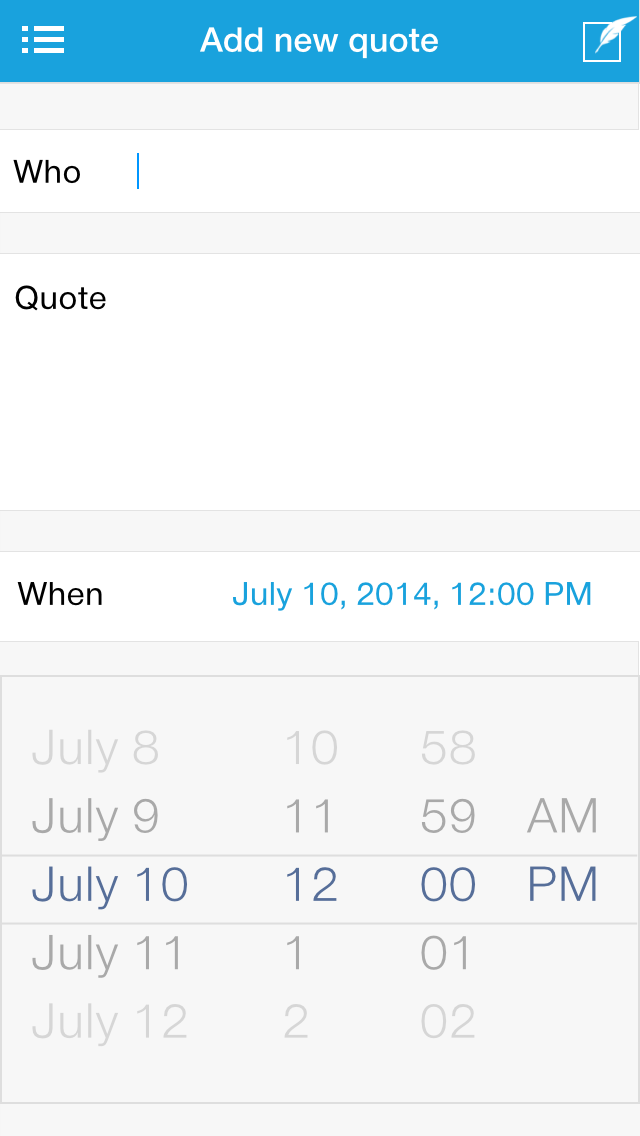 Add new quote
Who
Quote
When July 10, 2014, 12:00 PM
July 8 10 58
July 9 11 59 AM
July 10 12 00 PM
July 11 1 01
July 12 2 02